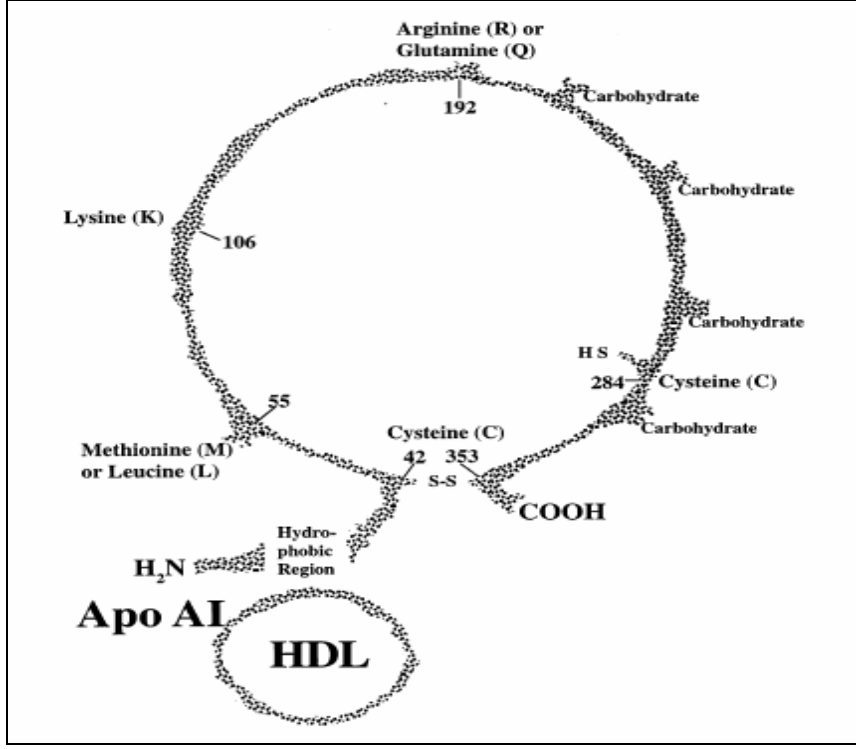 Arginine (R) or
Glutamine (Q)
192
Carbohydrate
Carbohydrate
Lysine (K)
106
Carbohydrate
H S
284
Cysteine (C)
55
Carbohydrate
Methionine (M)
or Leucine (L)
Cysteine (C)
42 353
S-S
COOH
Hydro-
phobic
Region
H2N
Apo AI
HDL